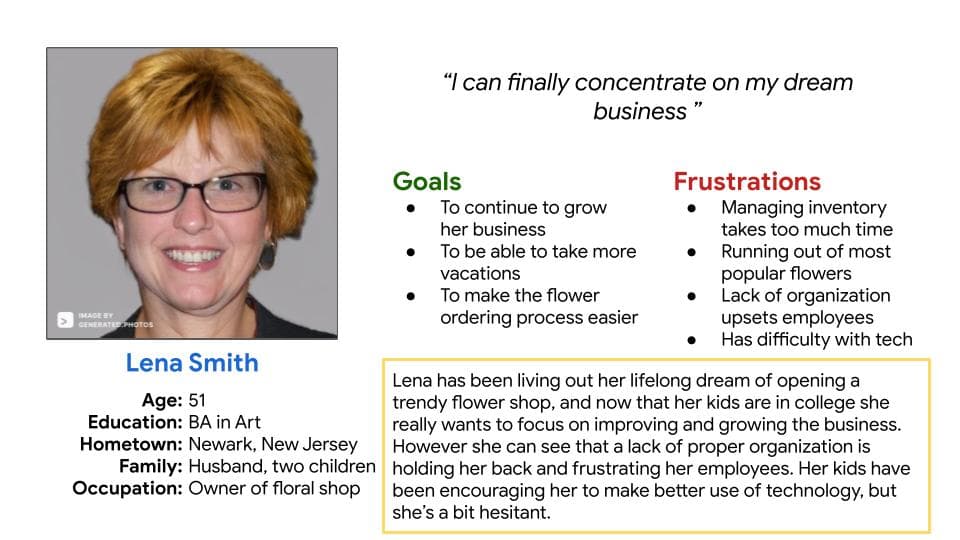 “I can finally concentrate on my dream
business ”
IMAGE BY
GENERATED.PHOTOS
Lena Smith
Age: 51
Education: BA in Art
Hometown: Newark, New Jersey
Family: Husband, two children
Occupation: Owner of floral shop
Goals
● To continue to grow
her business
● To be able to take more
vacations
● To make the flower
ordering process easier
Frustrations
● Managing inventory
takes too much time
● Running out of most
popular flowers
● Lack of organization
upsets employees
● Has difficulty with tech
Lena has been living out her lifelong dream of opening a
trendy flower shop, and now that her kids are in college she
really wants to focus on improving and growing the business.
However she can see that a lack of proper organization is
holding her back and frustrating her employees. Her kids have
been encouraging her to make better use of technology, but
she’s a bit hesitant.